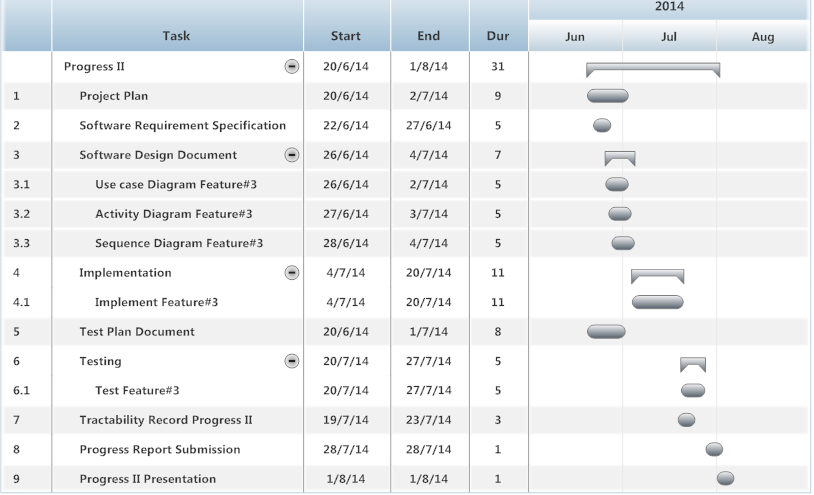 2014
Task Start End Dur Jun Jul Aug
Progress II 20/6/14 1/8/14 31
1 Project Plan 20/6/14 2/7/14 9
2 Software Requirement Specification 22/6/14 27/6/14 5
3 Software Design Document 26/6/14 4/7/14 7
3.1 Use case Diagram Feature#3 26/6/14 2/7/14 5
3.2 Activity Diagram Feature#3 27/6/14 3/7/14 5
3.3 Sequence Diagram Feature#3 28/6/14 4/7/14 5
4 Implementation 4/7/14 20/7/14 11
4.1 Implement Feature#3 4/7/14 20/7/14 11
5 Test Plan Document 20/6/14 1/7/14 8
6 Testing 20/7/14 27/7/14 5
6.1 Test Feature#3 20/7/14 27/7/14 5
7 Tractability Record Progress II 19/7/14 23/7/14 3
8 Progress Report Submission 28/7/14 28/7/14 1
9 Progress II Presentation 1/8/14 1/8/14 1